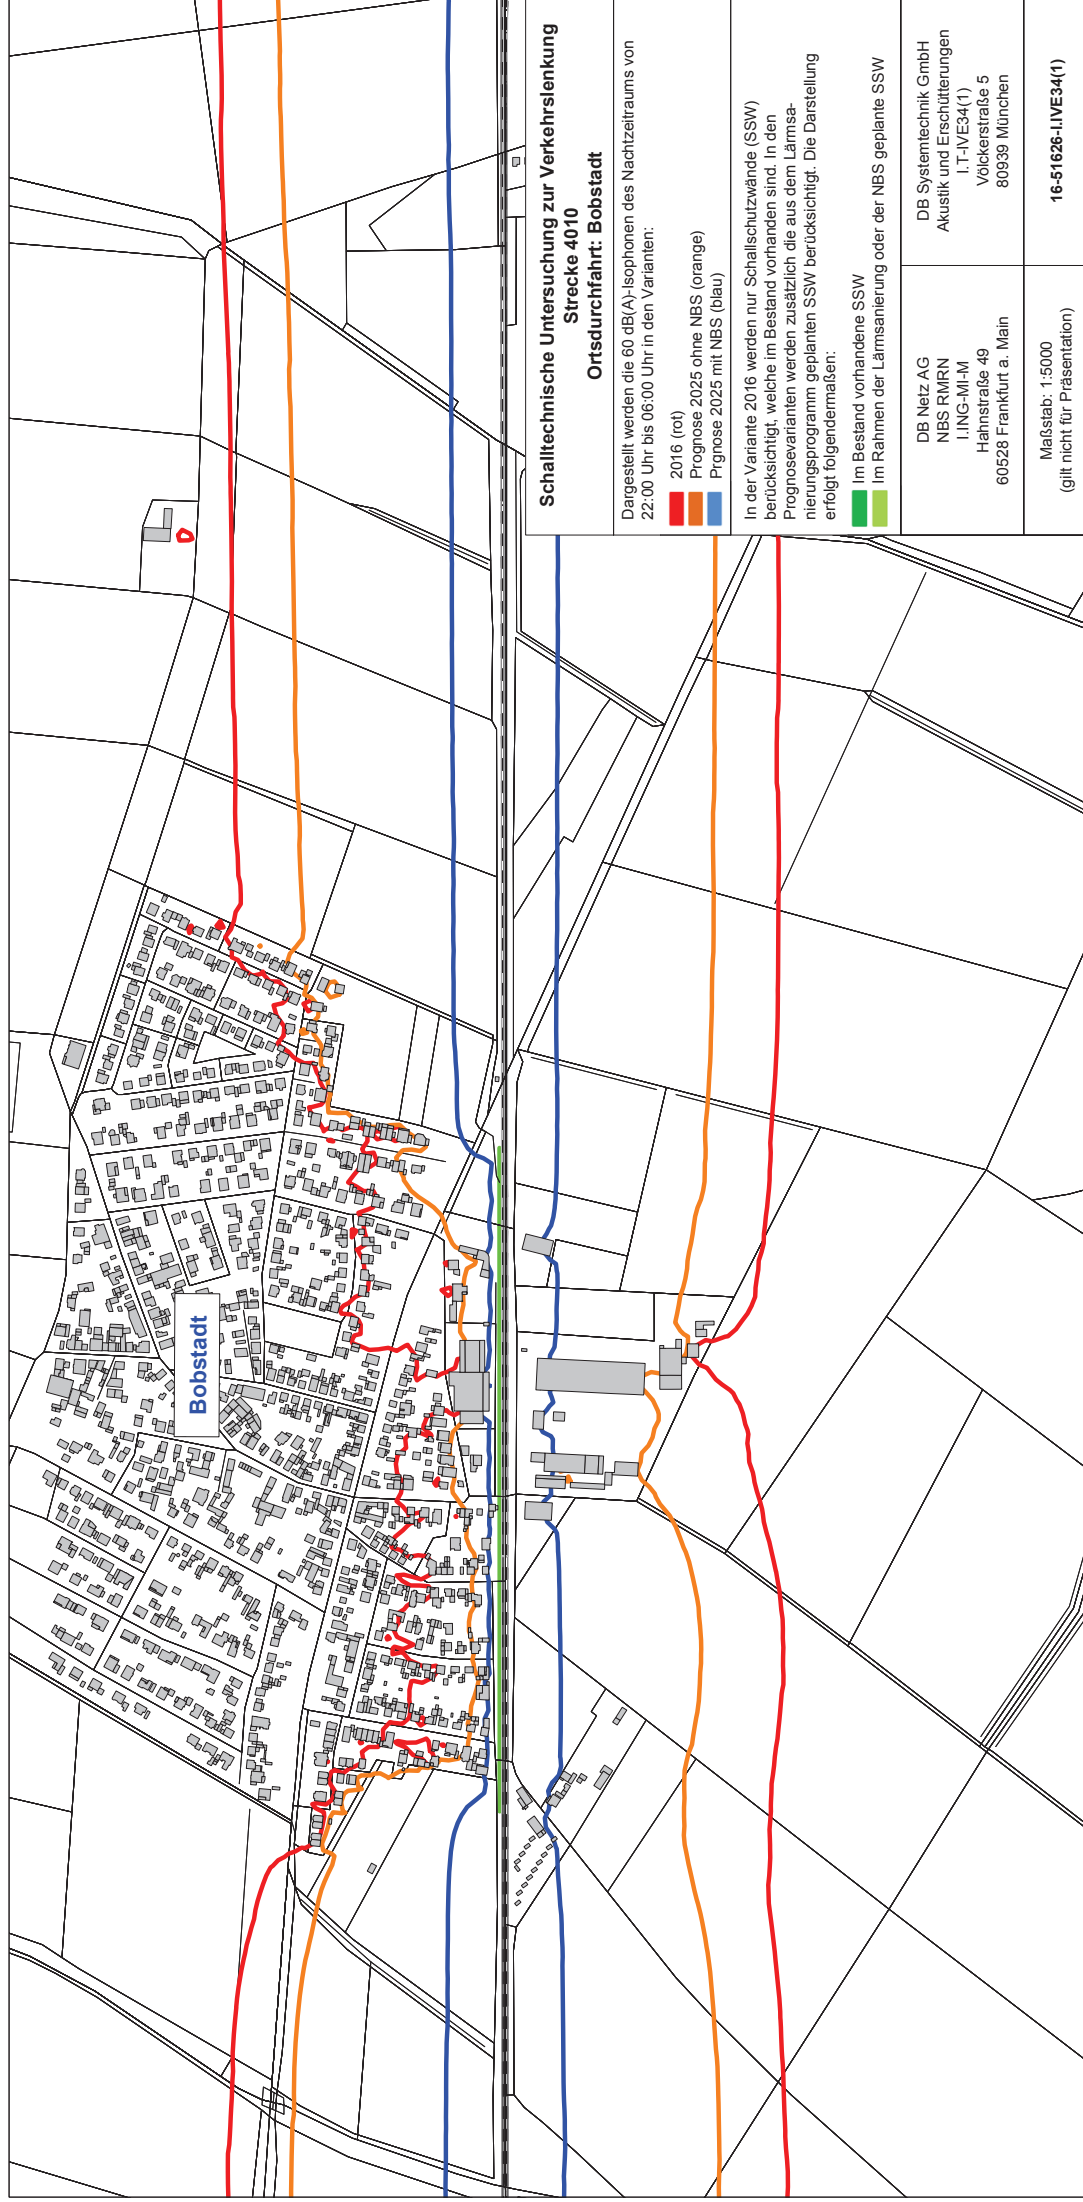 Bobstadt
Schalltechnische Untersuchung zur Verkehrslenkung
Strecke 4010
Ortsdurchfahrt: Bobstadt
Dargestellt werden die 60 dB(A)-Isophonen des Nachtzeitraums von
22:00 Uhr bis 06:00 Uhr in den Varianten:
2016 (rot)
Prognose 2025 ohne NBS (orange)
Prgnose 2025 mit NBS (blau)
In der Variante 2016 werden nur Schallschutzwände (SSW)
berücksichtigt, welche im Bestand vorhanden sind. In den
Prognosevarianten werden zusätzlich die aus dem Lärmsa-
nierungsprogramm geplanten SSW berücksichtigt. Die Darstellung
erfolgt folgendermaßen:
Im Bestand vorhandene SSW
Im Rahmen der Lärmsanierung oder der NBS geplante SSW
DB Netz AG
NBS RMRN
I.ING-MI-M
Hahnstraße 49
60528 Frankfurt a. Main
DB Systemtechnik GmbH
Akustik und Erschütterungen
I.T-IVE34(1)
Völckerstraße 5
80939 München
Maßstab: 1:5000
(gilt nicht für Präsentation)
16-51626-I.IVE34(1)